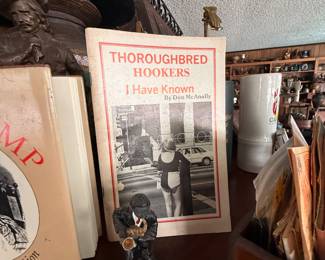 THOROUGHBRED
HOOKERS
I Have Known
By Don McAnally
MP